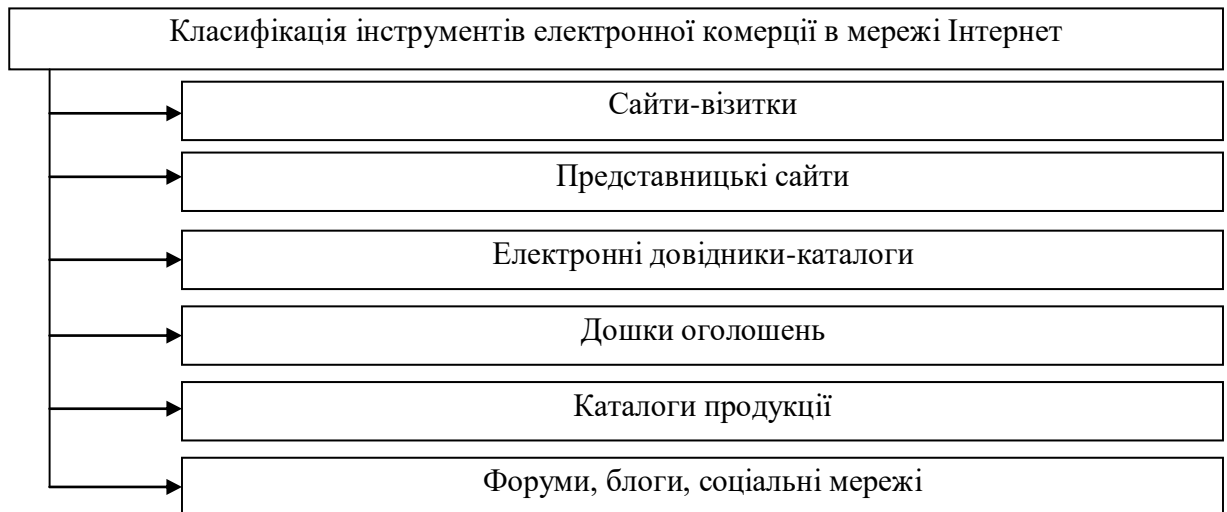 Класифікація інструментів електронної комерції в мережі Інтернет
Сайти-візитки
Представницькі сайти
Електронні довідники-каталоги
Дошки оголошень
Каталоги продукції
Форуми, блоги, соціальні мережі